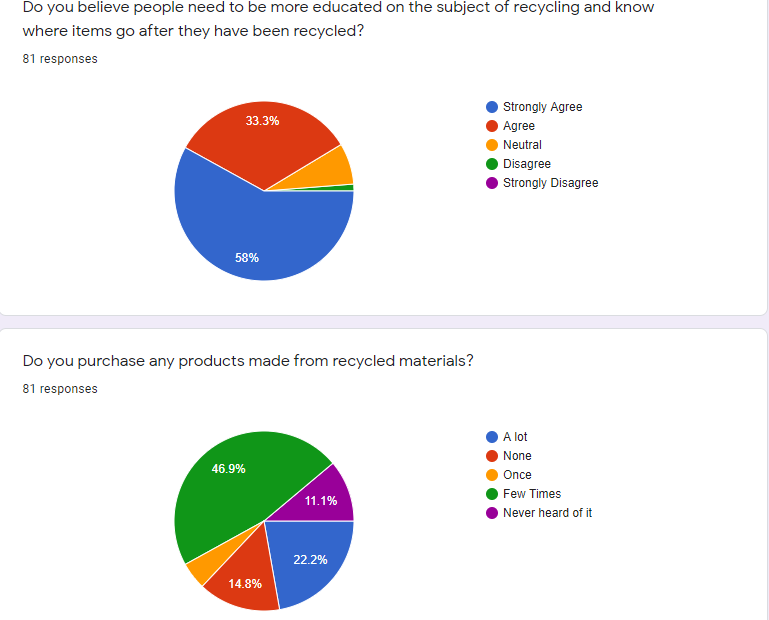 Do you believe people need to be more educated on the subject of recycling and know
where items go after they have been recycled?
81 responses
33.3%
58%
Strongly Agree
Agree
Neutral
Disagree
Strongly Disagree
Do you purchase any products made from recycled materials?
81 responses
46.9%
11.1%
22.2%
14.8%
A lot
None
Once
Few Times
Never heard of it